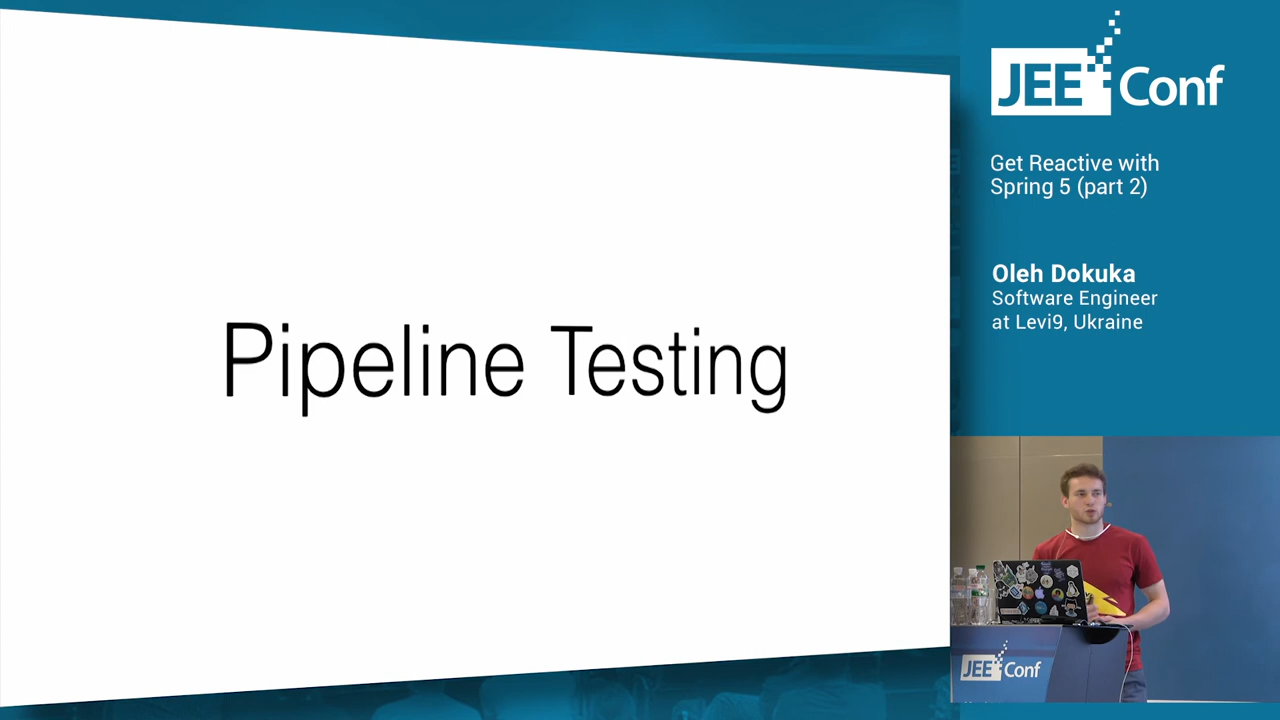 Pipeline Testing
JEE Conf
Get Reactive with
Spring 5 (part 2)
Oleh Dokuka
Software Engineer
at Levi9, Ukraine
JEE Conf